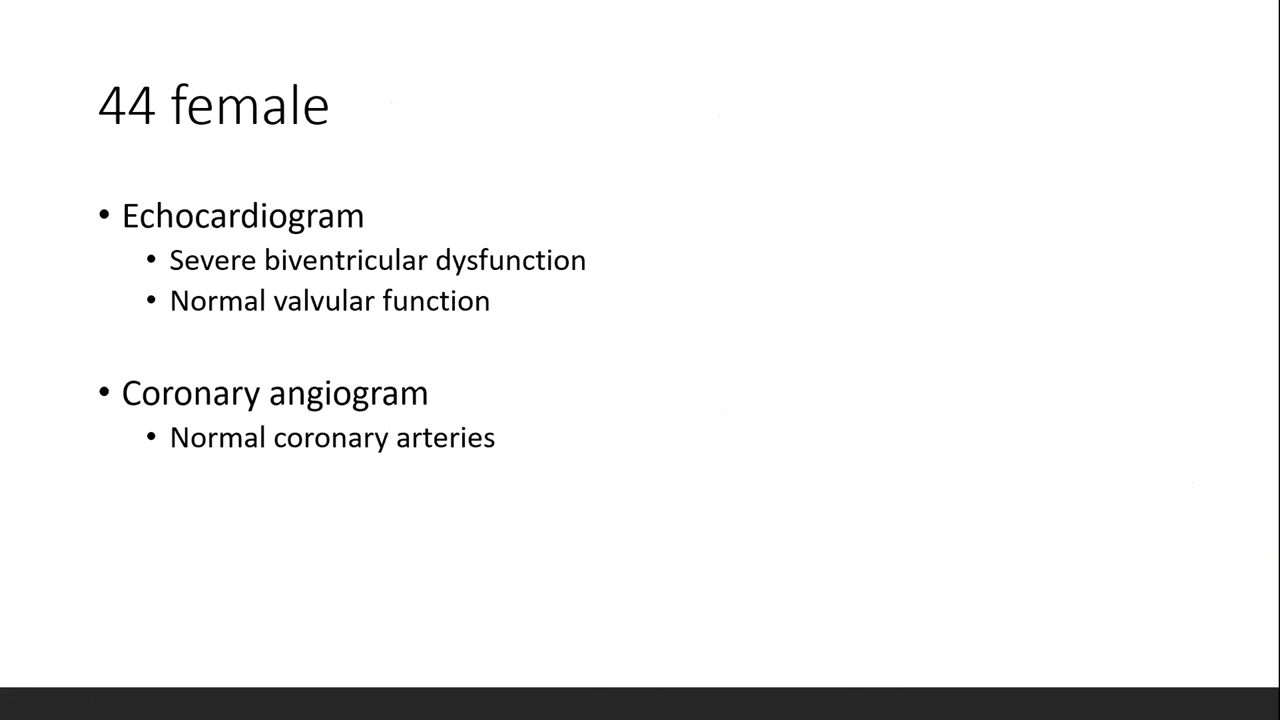 44 female
• Echocardiogram
• Severe biventricular dysfunction
• Normal valvular function
• Coronary angiogram
• Normal coronary arteries